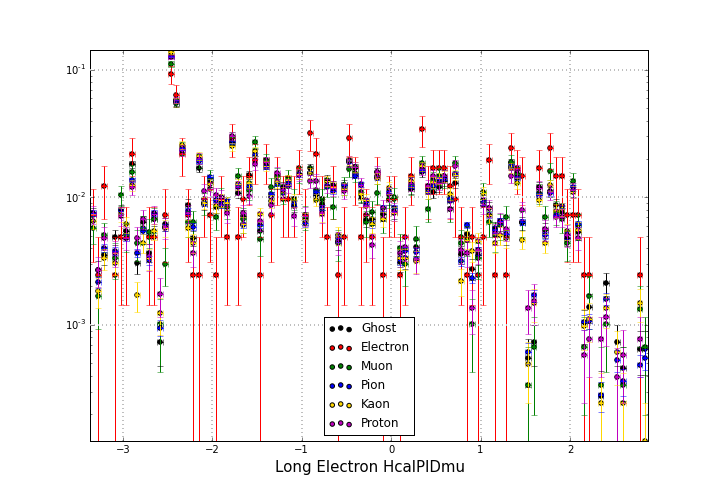 10⁻¹
10⁻²
10⁻³
Ghost
Electron
Muon
Pion
Kaon
Proton
−3 −2 −1 0 1 2
Long Electron HcalPIDmu